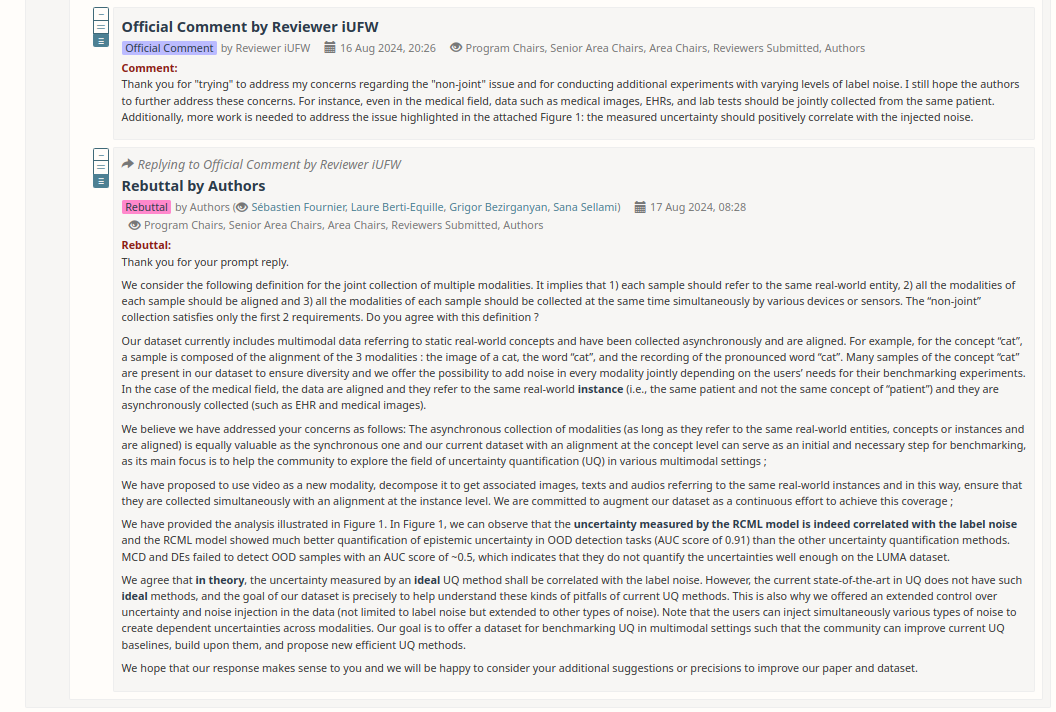 Official Comment by Reviewer iUFW
Official Comment by Reviewer iUFW 16 Aug 2024, 20:26 Program Chairs, Senior Area Chairs, Area Chairs, Reviewers Submitted, Authors
Comment:
Thank you for "trying" to address my concerns regarding the "non-joint" issue and for conducting additional experiments with varying levels of label noise. I still hope the authors
to further address these concerns. For instance, even in the medical field, data such as medical images, EHRs, and lab tests should be jointly collected from the same patient.
Additionally, more work is needed to address the issue highlighted in the attached Figure 1: the measured uncertainty should positively correlate with the injected noise.
Replying to Official Comment by Reviewer iUFW
Rebuttal by Authors
Rebuttal by Authors (Sébastien Fournier, Laure Berti-Equille, Grigor Bezirganyan, Sana Sellami) 17 Aug 2024, 08:28
Program Chairs, Senior Area Chairs, Area Chairs, Reviewers Submitted, Authors
Rebuttal:
Thank you for your prompt reply.
We consider the following definition for the joint collection of multiple modalities. It implies that 1) each sample should refer to the same real-world entity, 2) all the modalities of
each sample should be aligned and 3) all the modalities of each sample should be collected at the same time simultaneously by various devices or sensors. The “non-joint”
collection satisfies only the first 2 requirements. Do you agree with this definition ?
Our dataset currently includes multimodal data referring to static real-world concepts and have been collected asynchronously and are aligned. For example, for the concept “cat”,
a sample is composed of the alignment of the 3 modalities : the image of a cat, the word “cat”, and the recording of the pronounced word “cat”. Many samples of the concept “cat”
are present in our dataset to ensure diversity and we offer the possibility to add noise in every modality jointly depending on the users’ needs for their benchmarking experiments.
In the case of the medical field, the data are aligned and they refer to the same real-world instance (i.e., the same patient and not the same concept of “patient”) and they are
asynchronously collected (such as EHR and medical images).
We believe we have addressed your concerns as follows: The asynchronous collection of modalities (as long as they refer to the same real-world entities, concepts or instances and
are aligned) is equally valuable as the synchronous one and our current dataset with an alignment at the concept level can serve as an initial and necessary step for benchmarking,
as its main focus is to help the community to explore the field of uncertainty quantification (UQ) in various multimodal settings ;
We have proposed to use video as a new modality, decompose it to get associated images, texts and audios referring to the same real-world instances and in this way, ensure that
they are collected simultaneously with an alignment at the instance level. We are committed to augment our dataset as a continuous effort to achieve this coverage ;
We have provided the analysis illustrated in Figure 1. In Figure 1, we can observe that the uncertainty measured by the RCML model is indeed correlated with the label noise
and the RCML model showed much better quantification of epistemic uncertainty in OOD detection tasks (AUC score of 0.91) than the other uncertainty quantification methods.
MCD and DEs failed to detect OOD samples with an AUC score of ~0.5, which indicates that they do not quantify the uncertainties well enough on the LUMA dataset.
We agree that in theory, the uncertainty measured by an ideal UQ method shall be correlated with the label noise. However, the current state-of-the-art in UQ does not have such
ideal methods, and the goal of our dataset is precisely to help understand these kinds of pitfalls of current UQ methods. This is also why we offered an extended control over
uncertainty and noise injection in the data (not limited to label noise but extended to other types of noise). Note that the users can inject simultaneously various types of noise to
create dependent uncertainties across modalities. Our goal is to offer a dataset for benchmarking UQ in multimodal settings such that the community can improve current UQ
baselines, build upon them, and propose new efficient UQ methods.
We hope that our response makes sense to you and we will be happy to consider your additional suggestions or precisions to improve our paper and dataset.